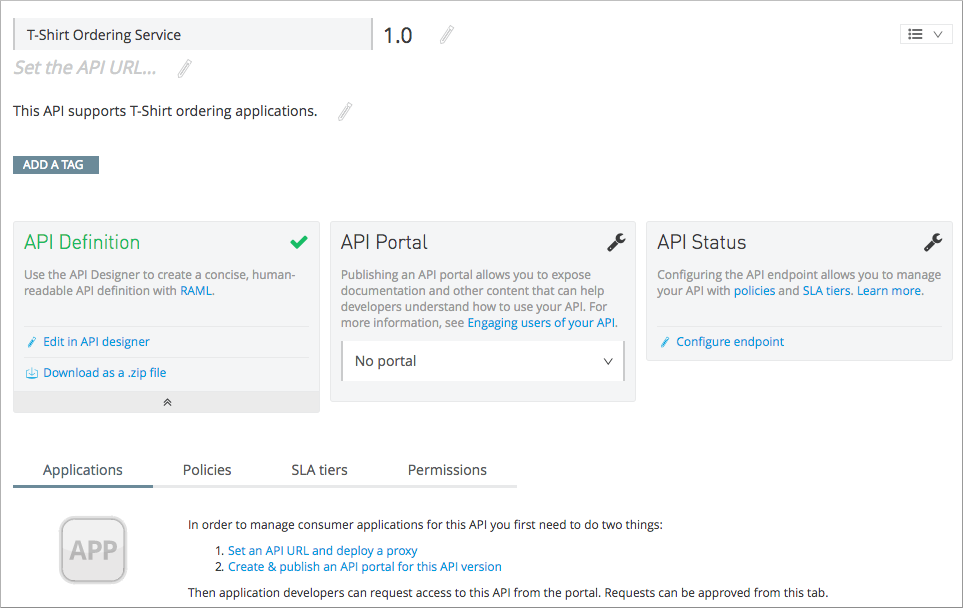 T-Shirt Ordering Service
1.0
Set the API URL...
This API supports T-Shirt ordering applications.
ADD A TAG
API Definition
Use the API Designer to create a concise, human-
readable API definition with RAML.
Edit in API designer
Download as a .zip file
API Portal
Publishing an API portal allows you to expose
documentation and other content that can help
developers understand how to use your API. For
more information, see Engaging users of your API.
No portal
API Status
Configuring the API endpoint allows you to manage
your API with policies and SLA tiers. Learn more.
Configure endpoint
Applications
Policies
SLA tiers
Permissions
APP
In order to manage consumer applications for this API you first need to do two things:
1. Set an API URL and deploy a proxy
2. Create & publish an API portal for this API version
Then application developers can request access to this API from the portal. Requests can be approved from this tab.